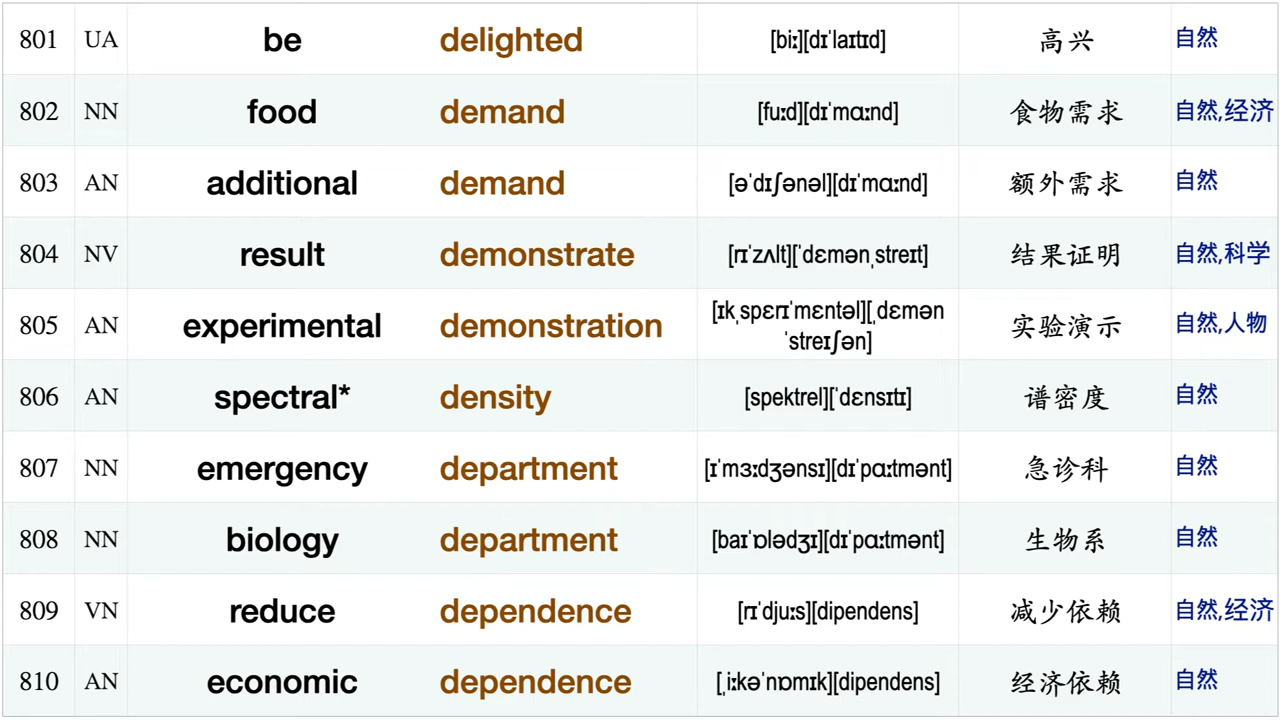 801 UA be delighted [biː][dɪˈlaɪtɪd] 高兴 自然
802 NN food demand [fuːd][dɪˈmɑːnd] 食物需求 自然,经济
803 AN additional demand [əˈdɪʃənəl][dɪˈmɑːnd] 额外需求 自然
804 NV result demonstrate [rɪˈzʌlt][ˈdɛmənˌstreɪt] 结果证明 自然,科学
805 AN experimental demonstration [ɪkˌspɛrɪˈmɛntəl][ˌdɛmən 实验演示 自然,人物
ˈstreɪʃən]
806 AN spectral* density [spektrel][ˈdɛnsɪtɪ] 谱密度 自然
807 NN emergency department [ɪˈmɜːdʒənsɪ][dɪˈpɑːtmənt] 急诊科 自然
808 NN biology department [baɪˈɒlədʒɪ][dɪˈpɑːtmənt] 生物系 自然
809 VN reduce dependence [rɪˈdjuːs][dipendens] 减少依赖 自然,经济
810 AN economic dependence [ˌiːkəˈnɒmɪk][dipendens] 经济依赖 自然